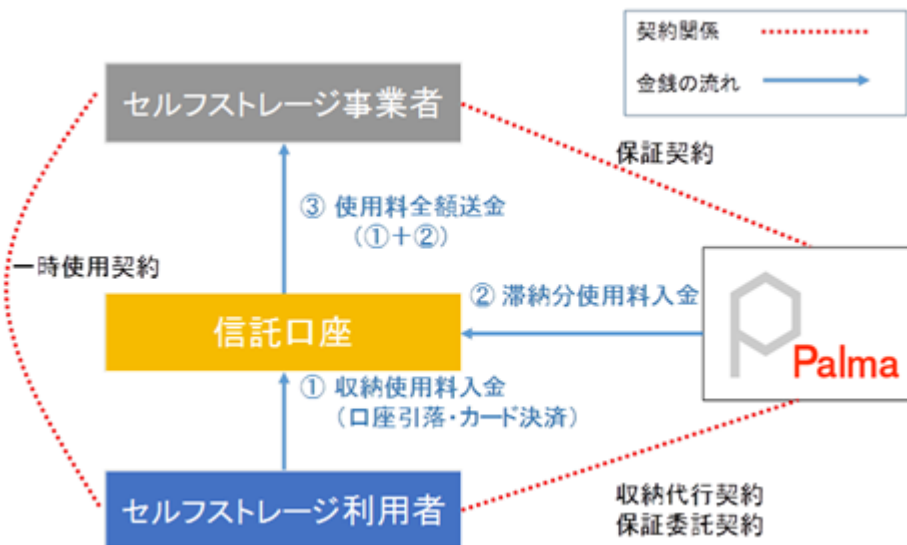 契約関係
金銭の流れ
セルフストレージ事業者
保証契約
③ 使用料全額送金
（①＋②）
一時使用契約
② 滞納分使用料入金
信託口座
Palma
① 収納使用料入金
（口座引落・カード決済）
セルフストレージ利用者
収納代行契約
保証委託契約